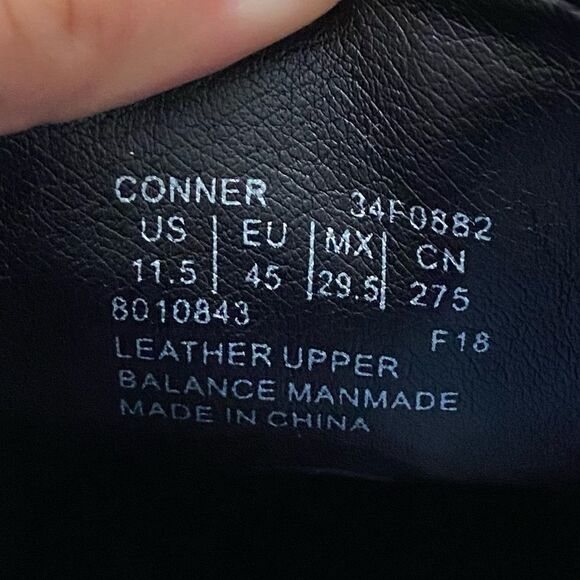 CONNER 34F0882
US | EU | MX | CN
11.5 | 45 | 29.5 | 275
8010843 F18
LEATHER UPPER
BALANCE MANMADE
MADE IN CHINA